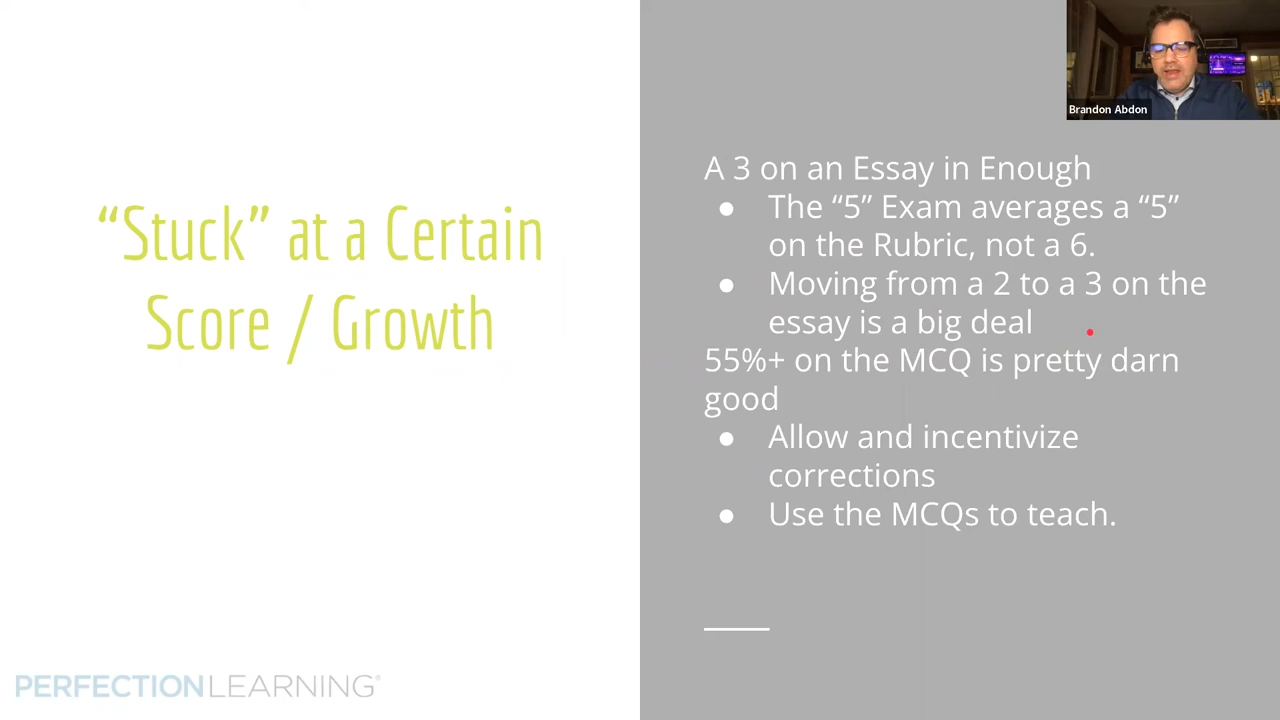 Brandon Abdon
“Stuck” at a Certain
Score / Growth
A 3 on an Essay in Enough
● The “5” Exam averages a “5”
on the Rubric, not a 6.
● Moving from a 2 to a 3 on the
essay is a big deal
55%+ on the MCQ is pretty darn
good
● Allow and incentivize
corrections
● Use the MCQs to teach.
PERFECTION LEARNING®